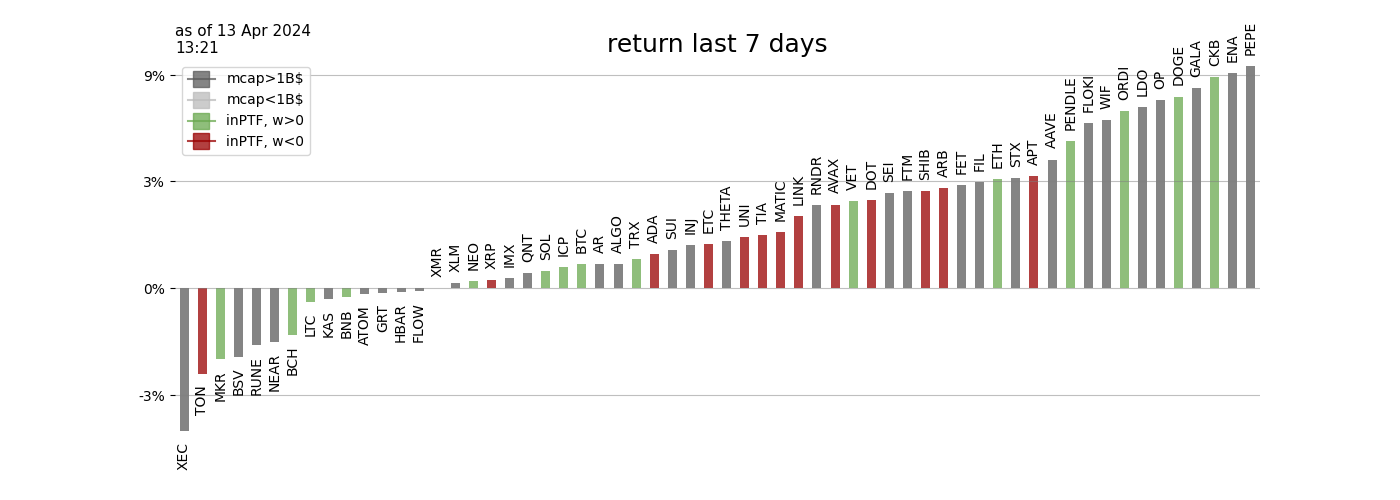 as of 13 Apr 2024
13:21
return last 7 days
mcap>1B$
mcap<1B$
inPTF, w>0
inPTF, w<0
9%
3%
0%
-3%
XEC
TON
MKR
BSV
RUNE
NEAR
BCH
LTC
KAS
BNB
ATOM
GRT
HBAR
FLOW
XMR
XLM
NEO
XRP
IMX
QNT
SOL
ICP
BTC
AR
ALGO
TRX
ADA
SUI
INJ
ETC
THETA
UNI
TIA
MATIC
LINK
RNDR
AVAX
VET
DOT
SEI
FTM
SHIB
ARB
FET
FIL
ETH
STX
APT
AAVE
PENDLE
FLOKI
WIF
ORDI
LDO
OP
DOGE
GALA
CKB
ENA
PEPE